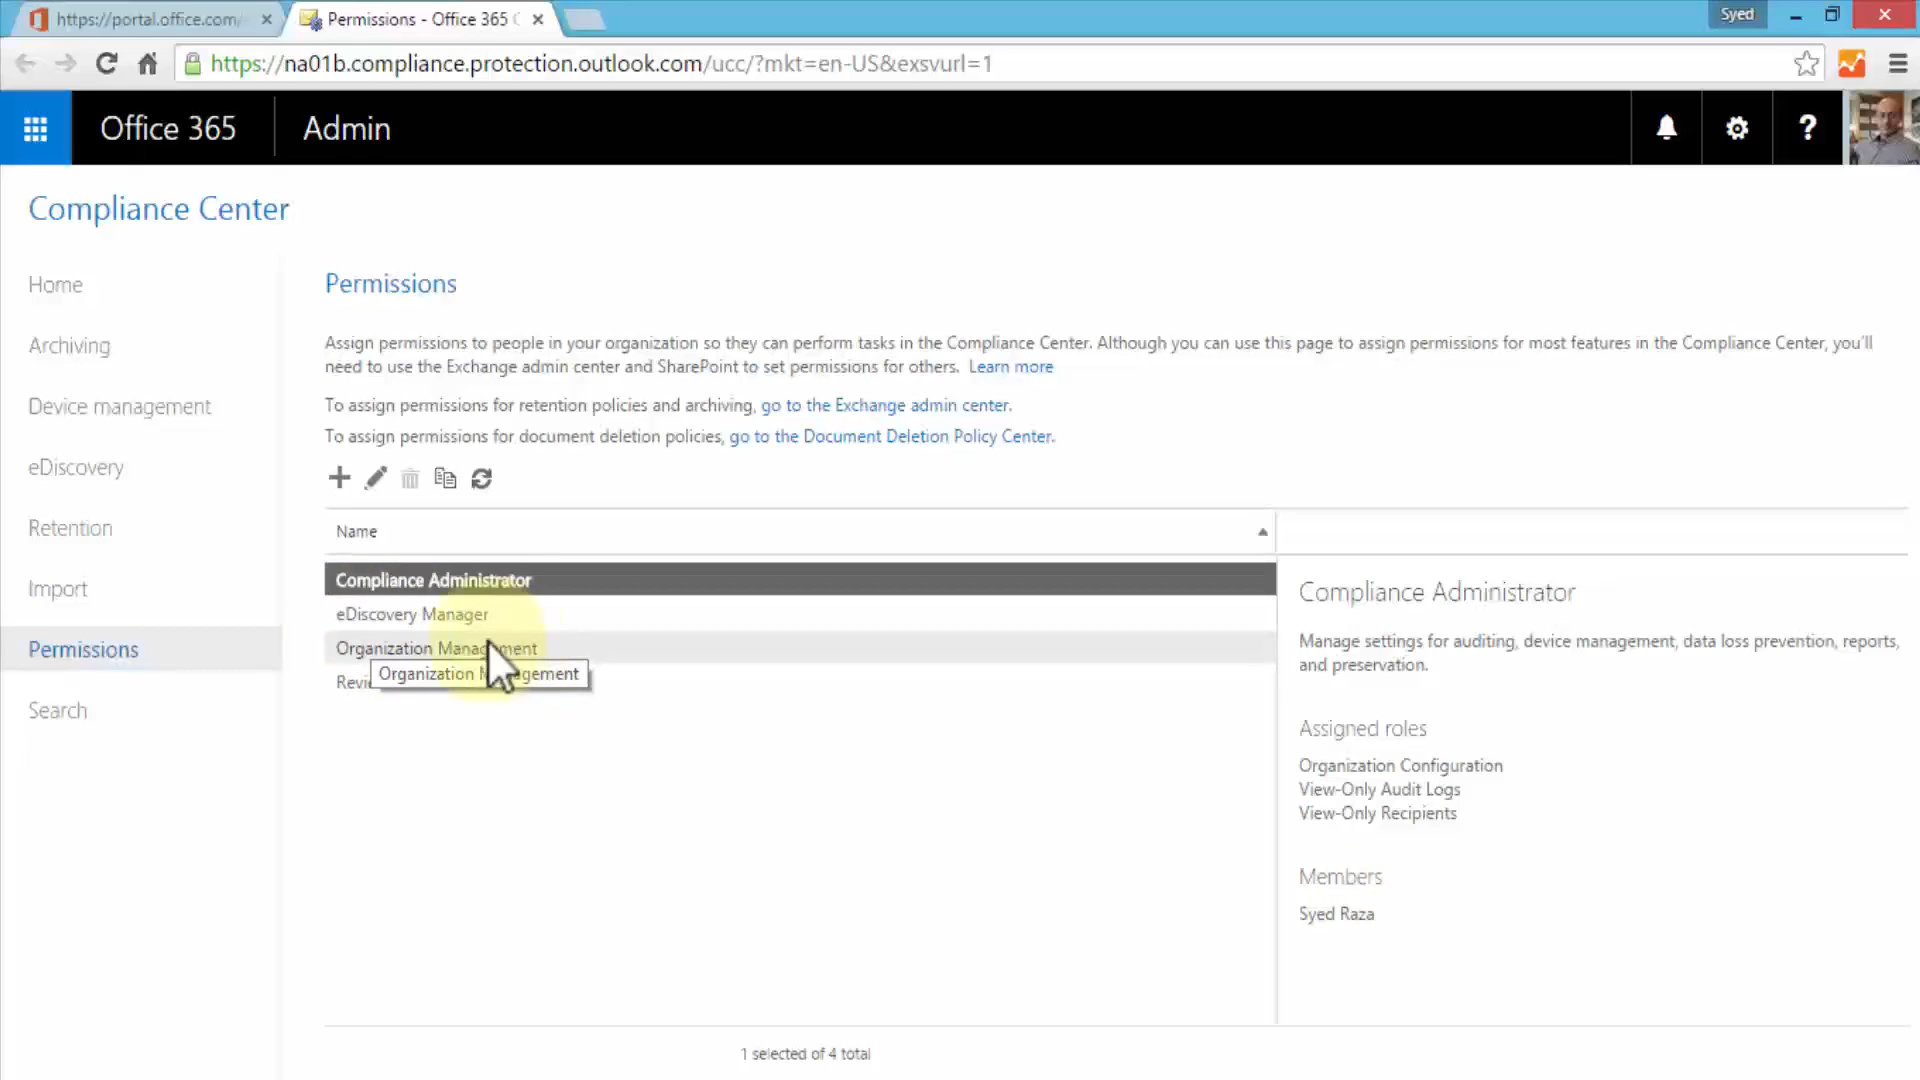 https://portal.office.com/
Permissions - Office 365
Syed
https://na01b.compliance.protection.outlook.com/ucc/?mkt=en-US&exsvurl=1
Office 365
Admin
?
Compliance Center
Home
Archiving
Device management
eDiscovery
Retention
Import
Permissions
Search
Permissions
Assign permissions to people in your organization so they can perform tasks in the Compliance Center. Although you can use this page to assign permissions for most features in the Compliance Center, you'll
need to use the Exchange admin center and SharePoint to set permissions for others. Learn more
To assign permissions for retention policies and archiving, go to the Exchange admin center.
To assign permissions for document deletion policies, go to the Document Deletion Policy Center.
Name
Compliance Administrator
eDiscovery Manager
Organization Management
Organization Management
1 selected of 4 total
Compliance Administrator
Manage settings for auditing, device management, data loss prevention, reports,
and preservation.
Assigned roles
Organization Configuration
View-Only Audit Logs
View-Only Recipients
Members
Syed Raza